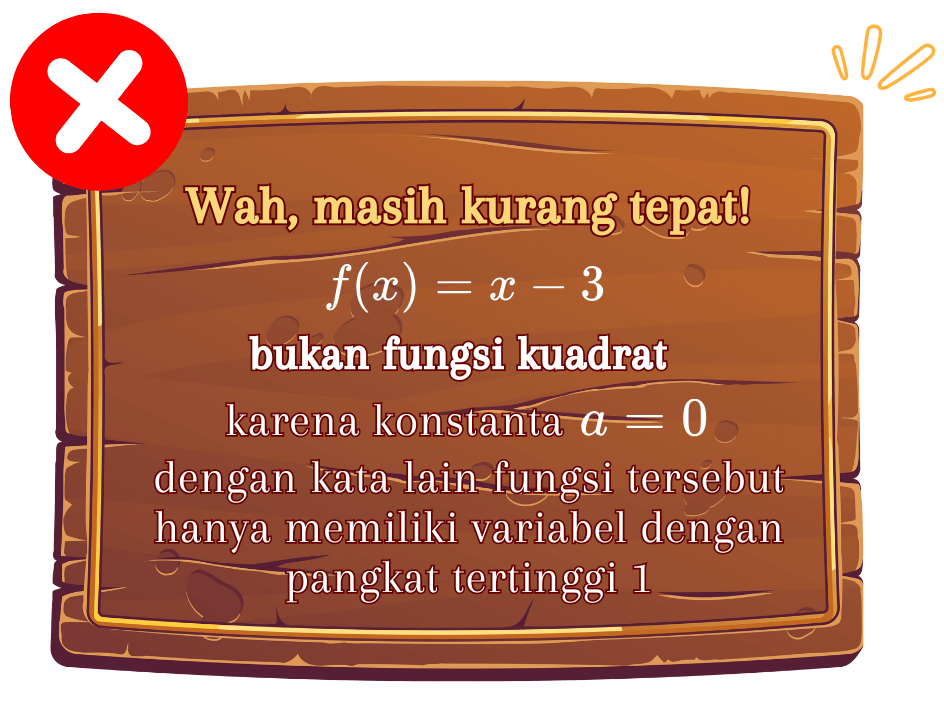 Wah, masih kurang tepat!
f(x) = x − 3
bukan fungsi kuadrat
karena konstanta a = 0
dengan kata lain fungsi tersebut
hanya memiliki variabel dengan
pangkat tertinggi 1